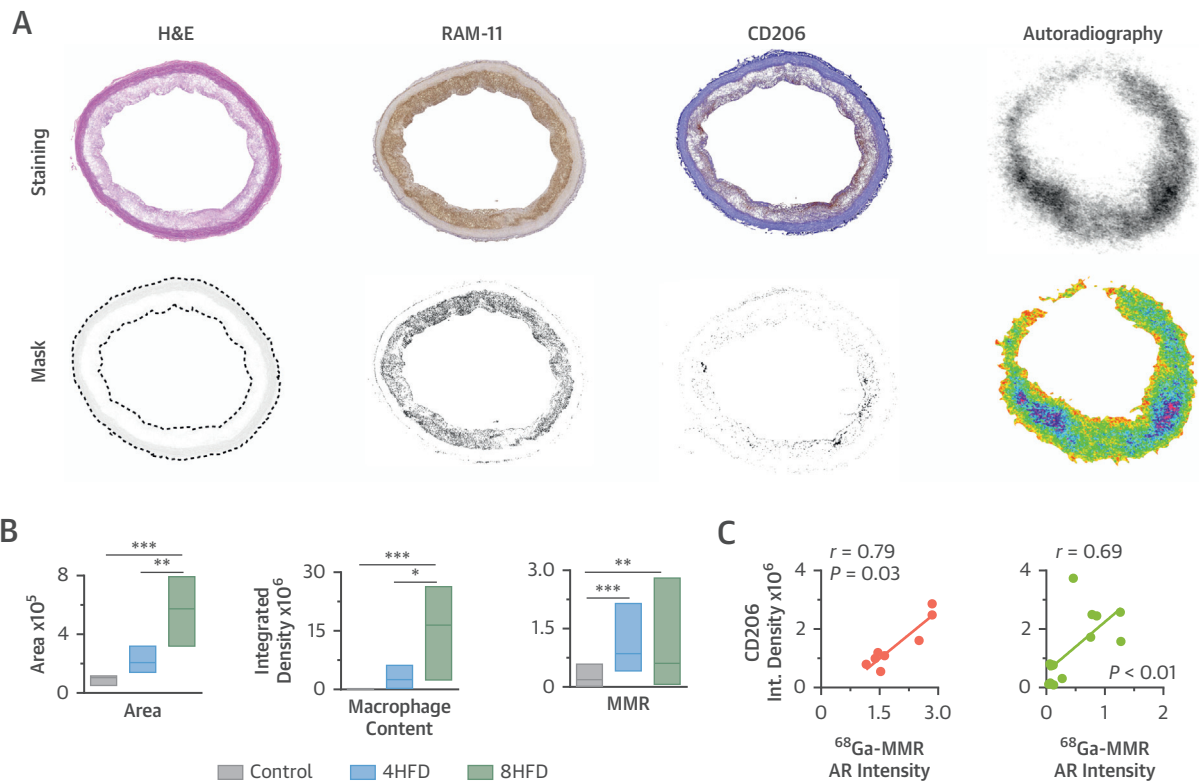 A
H&E
RAM-11
CD206
Autoradiography
Staining
Mask
B
***
**
8
4
0
Area x10⁵
Area
***
*
30
15
0
Integrated
Density x10⁶
Macrophage
Content
**
***
3.0
1.5
0
MMR
Control
4HFD
8HFD
C
r = 0.79
P = 0.03
4
2
0
CD206
Int. Density x10⁶
0
1.5
3.0
⁶⁸Ga-MMR
AR Intensity
r = 0.69
P < 0.01
4
2
0
0
1
2
⁶⁸Ga-MMR
AR Intensity